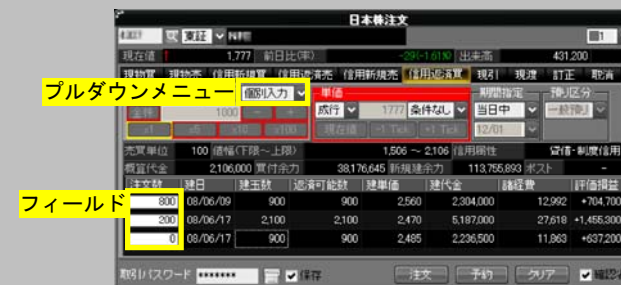 日本株注文
東証
現在値 1,777 前日比(率) 出来高 431,200
現物買 現物売 信用新規買 信用返済売 信用新規売 信用返済買 現引 現渡 訂正 取消
プルダウンメニュー 個別入力 単価 期間指定 預り区分
全株 1000 - + 成行 1777 条件なし 当日中 一般預り
x1 x5 x10 x100 現在値 -1 Tick +1 Tick 12/01
売買単位 100 値幅(下限～上限) 1,506 ～ 2,106 信用属性 貸借・制度信用
概算代金 2,106,000 買付余力 38,176,645 新規建余力 113,755,893 ポスト -
注文数 建日 建玉数 返済可能数 建単価 建代金 諸経費 評価損益
フィールド
800 08/06/09 900 900 2,560 2,304,000 12,992 +704,700
200 08/06/17 2,100 2,100 2,470 5,187,000 27,618 +1,455,300
0 08/06/17 900 900 2,485 2,236,500 11,863 +637,200
取引パスワード ******* 保存 注文 予約 クリア